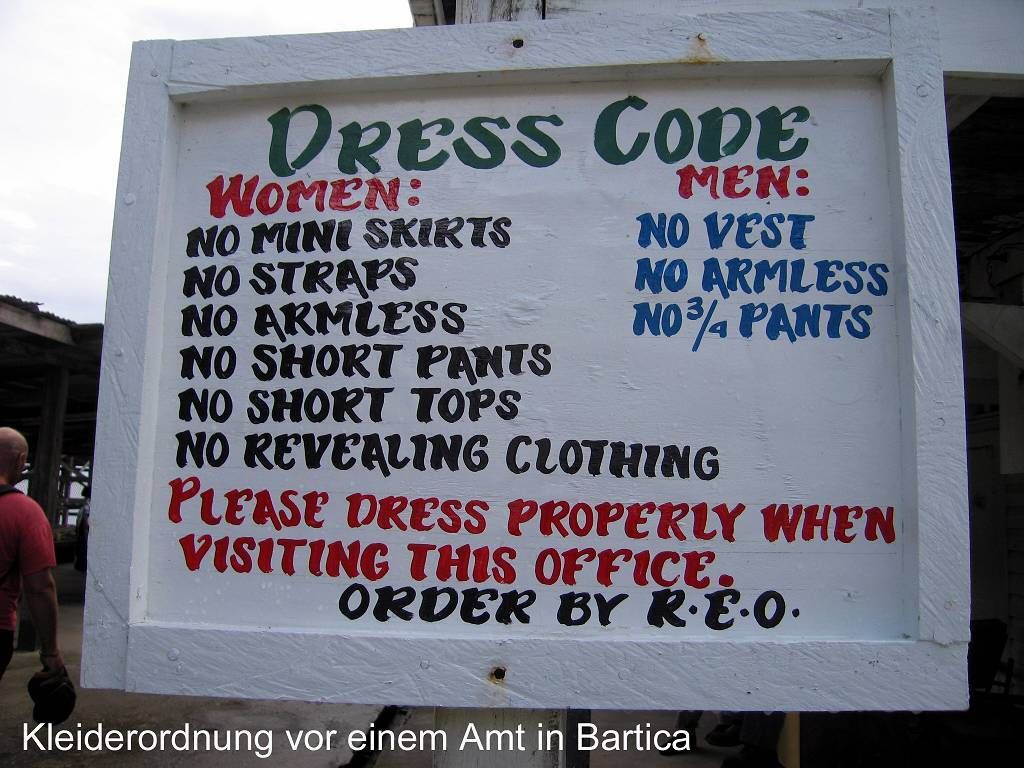 DRESS CODE
WOMEN:
NO MINI SKIRTS
NO STRAPS
NO ARMLESS
NO SHORT PANTS
NO SHORT TOPS
NO REVEALING CLOTHING
MEN:
NO VEST
NO ARMLESS
NO 3/4 PANTS
PLEASE DRESS PROPERLY WHEN
VISITING THIS OFFICE.
ORDER BY R.E.O.
Kleiderordnung vor einem Amt in Bartica